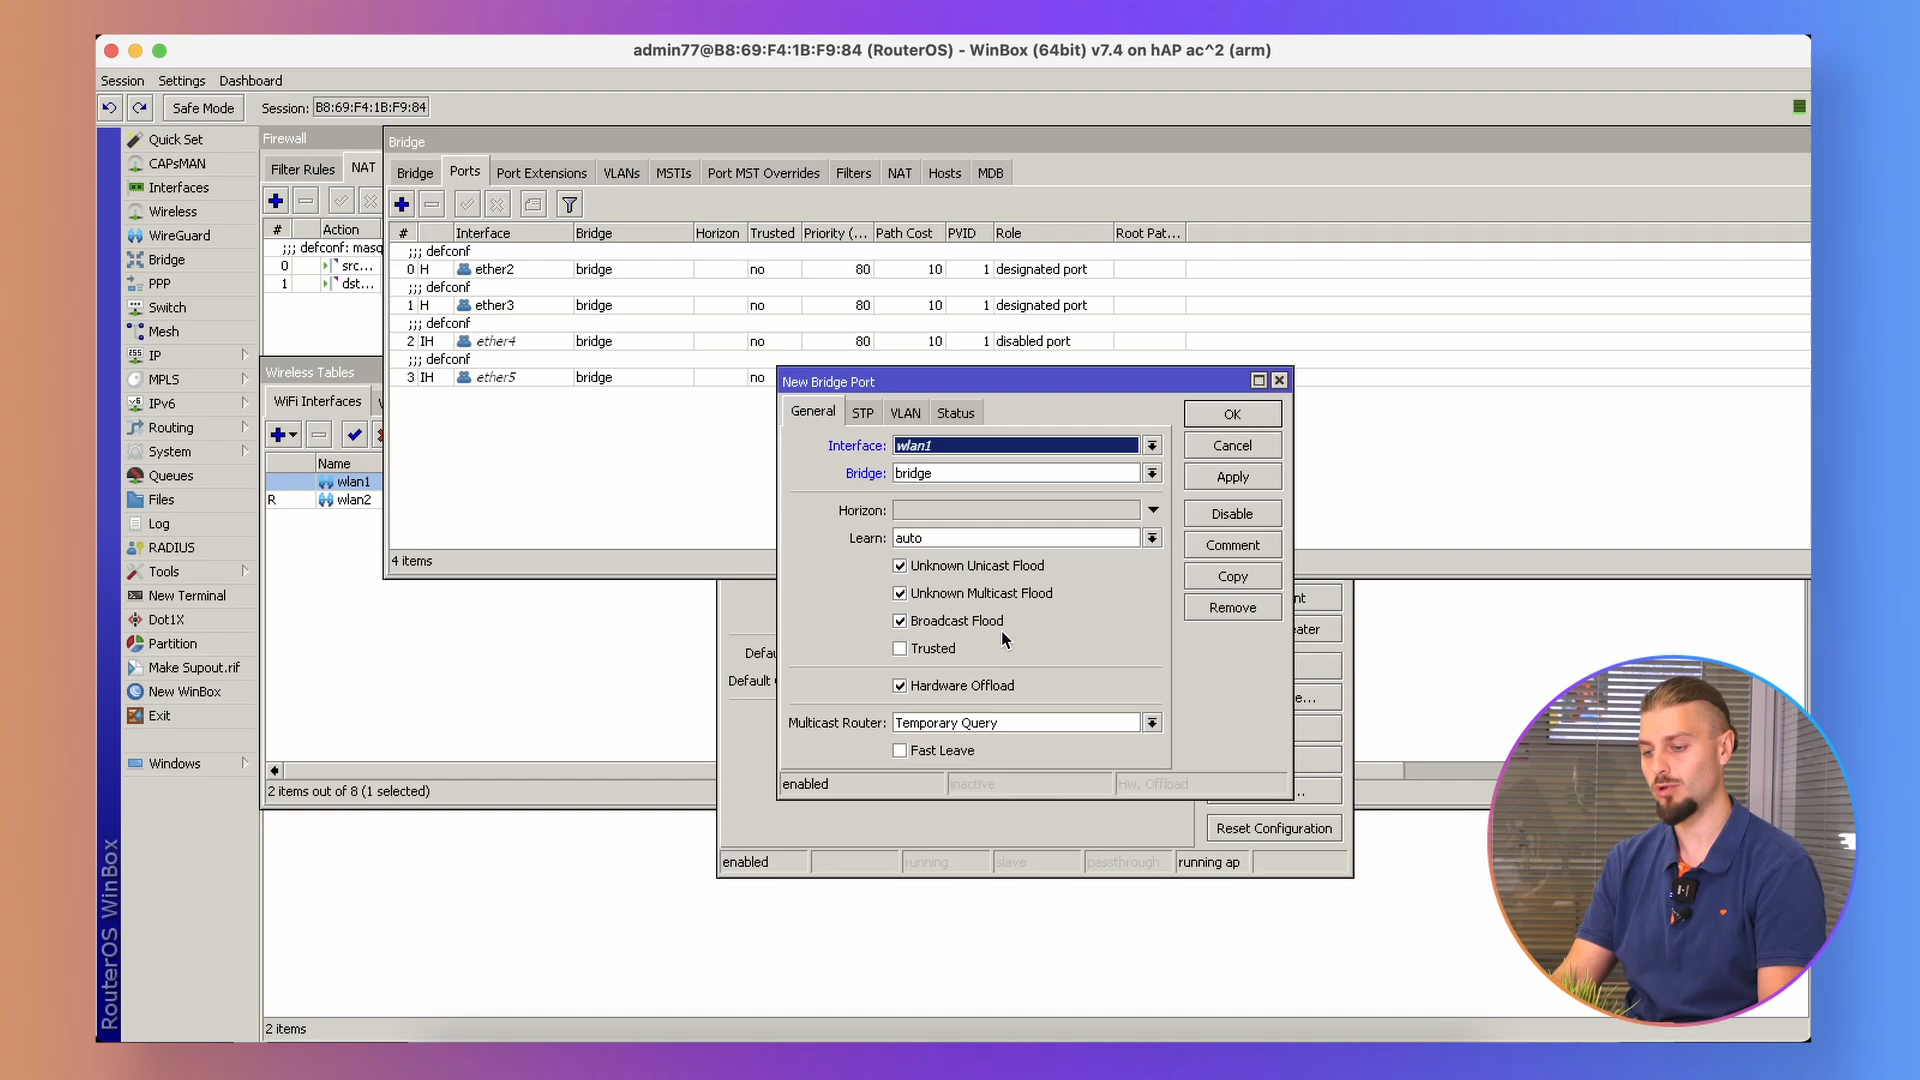 admin77@B8:69:F4:1B:F9:84 (RouterOS) - WinBox (64bit) v7.4 on hAP ac^2 (arm)
Session Settings Dashboard
Safe Mode Session: B8:69:F4:1B:F9:84
Quick Set
CAPsMAN
Interfaces
Wireless
WireGuard
Bridge
PPP
Switch
Mesh
IP
MPLS
IPv6
Routing
System
Queues
Files
Log
RADIUS
Tools
New Terminal
Dot1X
Partition
Make Supout.rif
New WinBox
Exit
Windows
RouterOS WinBox
Firewall
Filter Rules NAT
# Action
;;; defconf: masq
0 src...
1 dst...
Wireless Tables
WiFi Interfaces
Name
wlan1
R wlan2
2 items out of 8 (1 selected)
2 items
Bridge
Bridge Ports Port Extensions VLANs MSTIs Port MST Overrides Filters NAT Hosts MDB
# Interface Bridge Horizon Trusted Priority (... Path Cost PVID Role Root Pat...
;;; defconf
0 H ether2 bridge no 80 10 1 designated port
;;; defconf
1 H ether3 bridge no 80 10 1 designated port
;;; defconf
2 IH ether4 bridge no 80 10 1 disabled port
;;; defconf
3 IH ether5 bridge no
4 items
New Bridge Port
General STP VLAN Status
Interface: wlan1
Bridge: bridge
Horizon:
Learn: auto
Unknown Unicast Flood
Unknown Multicast Flood
Broadcast Flood
Trusted
Hardware Offload
Multicast Router: Temporary Query
Fast Leave
enabled inactive Hw. Offload
OK
Cancel
Apply
Disable
Comment
Copy
Remove
Defau
Default
nt
eater
e...
..
Reset Configuration
enabled running slave passthrough running ap